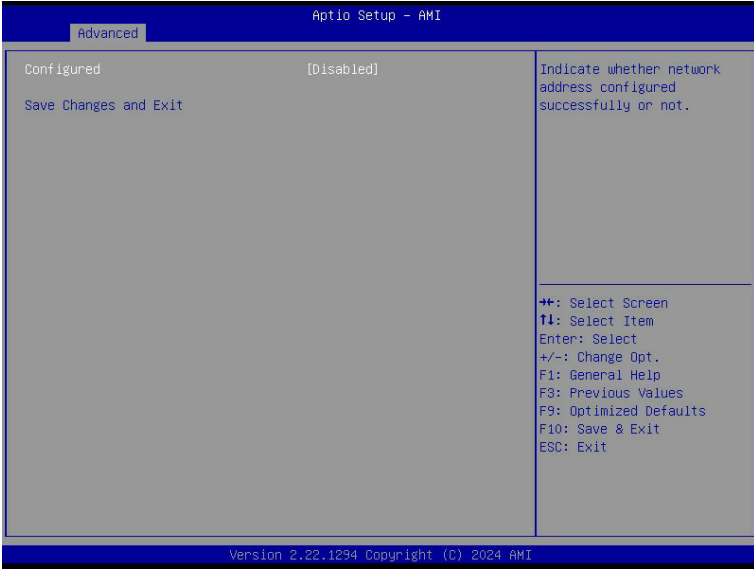 Aptio Setup – AMI
Advanced
Configured [Disabled]
Save Changes and Exit
Indicate whether network
address configured
successfully or not.
→←: Select Screen
↑↓: Select Item
Enter: Select
+/-: Change Opt.
F1: General Help
F3: Previous Values
F9: Optimized Defaults
F10: Save & Exit
ESC: Exit
Version 2.22.1294 Copyright (C) 2024 AMI